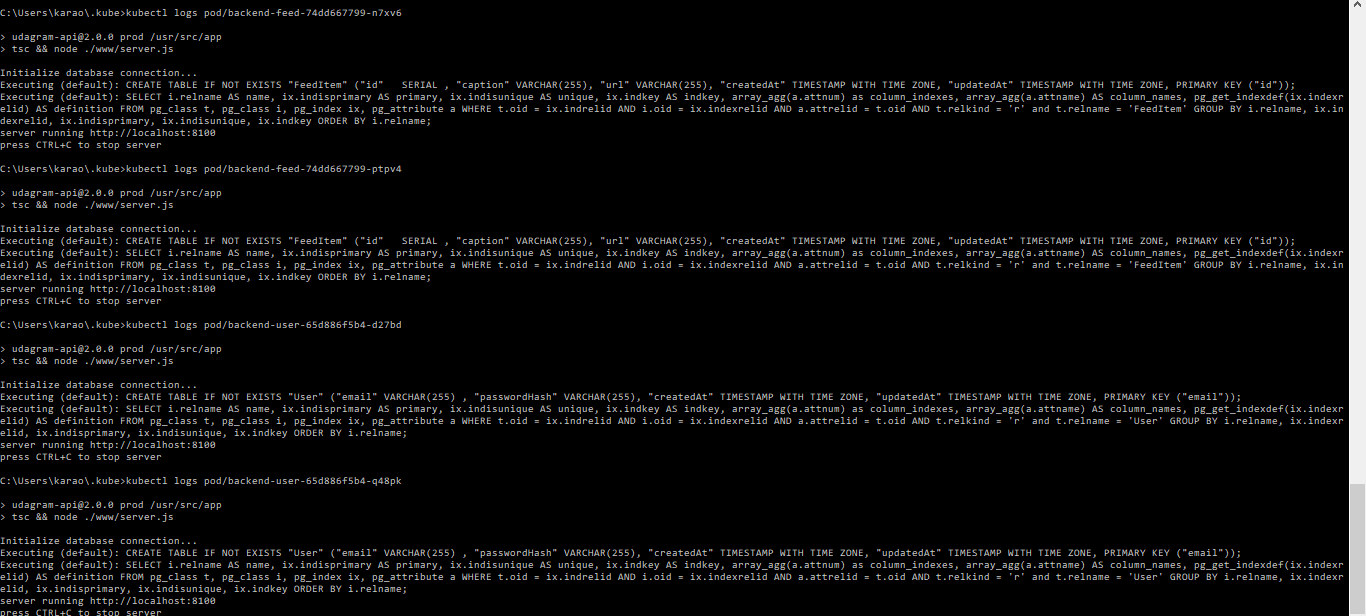 C:\Users\karao\.kube>kubectl logs pod/backend-feed-74dd667799-n7xv6
> udagram-api@2.0.0 prod /usr/src/app
> tsc && node ./www/server.js
Initialize database connection...
Executing (default): CREATE TABLE IF NOT EXISTS "FeedItem" ("id"   SERIAL , "caption" VARCHAR(255), "url" VARCHAR(255), "createdAt" TIMESTAMP WITH TIME ZONE, "updatedAt" TIMESTAMP WITH TIME ZONE, PRIMARY KEY ("id"));
Executing (default): SELECT i.relname AS name, ix.indisprimary AS primary, ix.indisunique AS unique, ix.indkey AS indkey, array_agg(a.attnum) as column_indexes, array_agg(a.attname) AS column_names, pg_get_indexdef(ix.indexr
elid) AS definition FROM pg_class t, pg_class i, pg_index ix, pg_attribute a WHERE t.oid = ix.indrelid AND i.oid = ix.indexrelid AND a.attrelid = t.oid AND t.relkind = 'r' and t.relname = 'FeedItem' GROUP BY i.relname, ix.in
dexrelid, ix.indisprimary, ix.indisunique, ix.indkey ORDER BY i.relname;
server running http://localhost:8100
press CTRL+C to stop server
C:\Users\karao\.kube>kubectl logs pod/backend-feed-74dd667799-ptpv4
> udagram-api@2.0.0 prod /usr/src/app
> tsc && node ./www/server.js
Initialize database connection...
Executing (default): CREATE TABLE IF NOT EXISTS "FeedItem" ("id"   SERIAL , "caption" VARCHAR(255), "url" VARCHAR(255), "createdAt" TIMESTAMP WITH TIME ZONE, "updatedAt" TIMESTAMP WITH TIME ZONE, PRIMARY KEY ("id"));
Executing (default): SELECT i.relname AS name, ix.indisprimary AS primary, ix.indisunique AS unique, ix.indkey AS indkey, array_agg(a.attnum) as column_indexes, array_agg(a.attname) AS column_names, pg_get_indexdef(ix.indexr
elid) AS definition FROM pg_class t, pg_class i, pg_index ix, pg_attribute a WHERE t.oid = ix.indrelid AND i.oid = ix.indexrelid AND a.attrelid = t.oid AND t.relkind = 'r' and t.relname = 'FeedItem' GROUP BY i.relname, ix.in
dexrelid, ix.indisprimary, ix.indisunique, ix.indkey ORDER BY i.relname;
server running http://localhost:8100
press CTRL+C to stop server
C:\Users\karao\.kube>kubectl logs pod/backend-user-65d886f5b4-d27bd
> udagram-api@2.0.0 prod /usr/src/app
> tsc && node ./www/server.js
Initialize database connection...
Executing (default): CREATE TABLE IF NOT EXISTS "User" ("email" VARCHAR(255) , "passwordHash" VARCHAR(255), "createdAt" TIMESTAMP WITH TIME ZONE, "updatedAt" TIMESTAMP WITH TIME ZONE, PRIMARY KEY ("email"));
Executing (default): SELECT i.relname AS name, ix.indisprimary AS primary, ix.indisunique AS unique, ix.indkey AS indkey, array_agg(a.attnum) as column_indexes, array_agg(a.attname) AS column_names, pg_get_indexdef(ix.indexr
elid) AS definition FROM pg_class t, pg_class i, pg_index ix, pg_attribute a WHERE t.oid = ix.indrelid AND i.oid = ix.indexrelid AND a.attrelid = t.oid AND t.relkind = 'r' and t.relname = 'User' GROUP BY i.relname, ix.indexr
elid, ix.indisprimary, ix.indisunique, ix.indkey ORDER BY i.relname;
server running http://localhost:8100
press CTRL+C to stop server
C:\Users\karao\.kube>kubectl logs pod/backend-user-65d886f5b4-q48pk
> udagram-api@2.0.0 prod /usr/src/app
> tsc && node ./www/server.js
Initialize database connection...
Executing (default): CREATE TABLE IF NOT EXISTS "User" ("email" VARCHAR(255) , "passwordHash" VARCHAR(255), "createdAt" TIMESTAMP WITH TIME ZONE, "updatedAt" TIMESTAMP WITH TIME ZONE, PRIMARY KEY ("email"));
Executing (default): SELECT i.relname AS name, ix.indisprimary AS primary, ix.indisunique AS unique, ix.indkey AS indkey, array_agg(a.attnum) as column_indexes, array_agg(a.attname) AS column_names, pg_get_indexdef(ix.indexr
elid) AS definition FROM pg_class t, pg_class i, pg_index ix, pg_attribute a WHERE t.oid = ix.indrelid AND i.oid = ix.indexrelid AND a.attrelid = t.oid AND t.relkind = 'r' and t.relname = 'User' GROUP BY i.relname, ix.indexr
elid, ix.indisprimary, ix.indisunique, ix.indkey ORDER BY i.relname;
server running http://localhost:8100
press CTRL+C to stop server